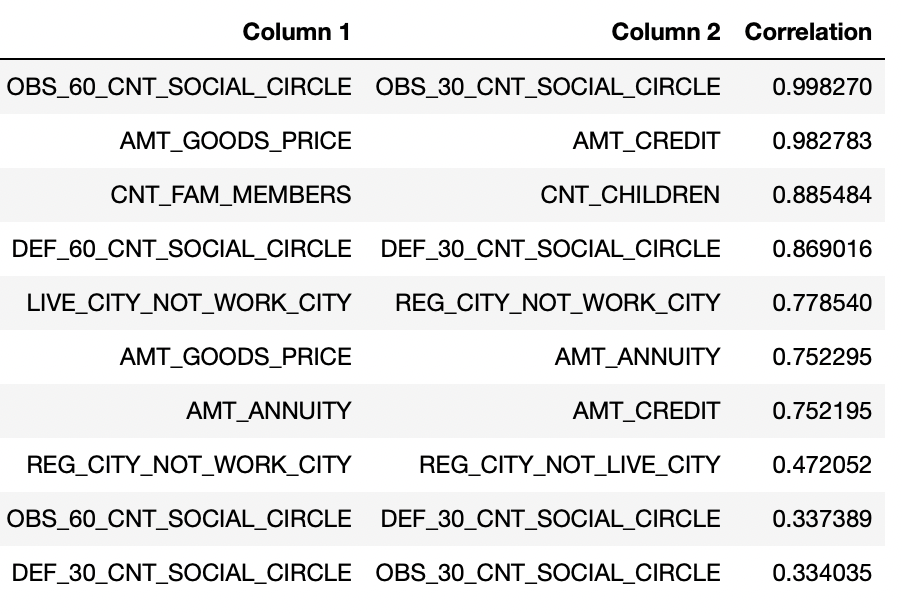 Column 1 Column 2 Correlation
OBS_60_CNT_SOCIAL_CIRCLE OBS_30_CNT_SOCIAL_CIRCLE 0.998270
AMT_GOODS_PRICE AMT_CREDIT 0.982783
CNT_FAM_MEMBERS CNT_CHILDREN 0.885484
DEF_60_CNT_SOCIAL_CIRCLE DEF_30_CNT_SOCIAL_CIRCLE 0.869016
LIVE_CITY_NOT_WORK_CITY REG_CITY_NOT_WORK_CITY 0.778540
AMT_GOODS_PRICE AMT_ANNUITY 0.752295
AMT_ANNUITY AMT_CREDIT 0.752195
REG_CITY_NOT_WORK_CITY REG_CITY_NOT_LIVE_CITY 0.472052
OBS_60_CNT_SOCIAL_CIRCLE DEF_30_CNT_SOCIAL_CIRCLE 0.337389
DEF_30_CNT_SOCIAL_CIRCLE OBS_30_CNT_SOCIAL_CIRCLE 0.334035